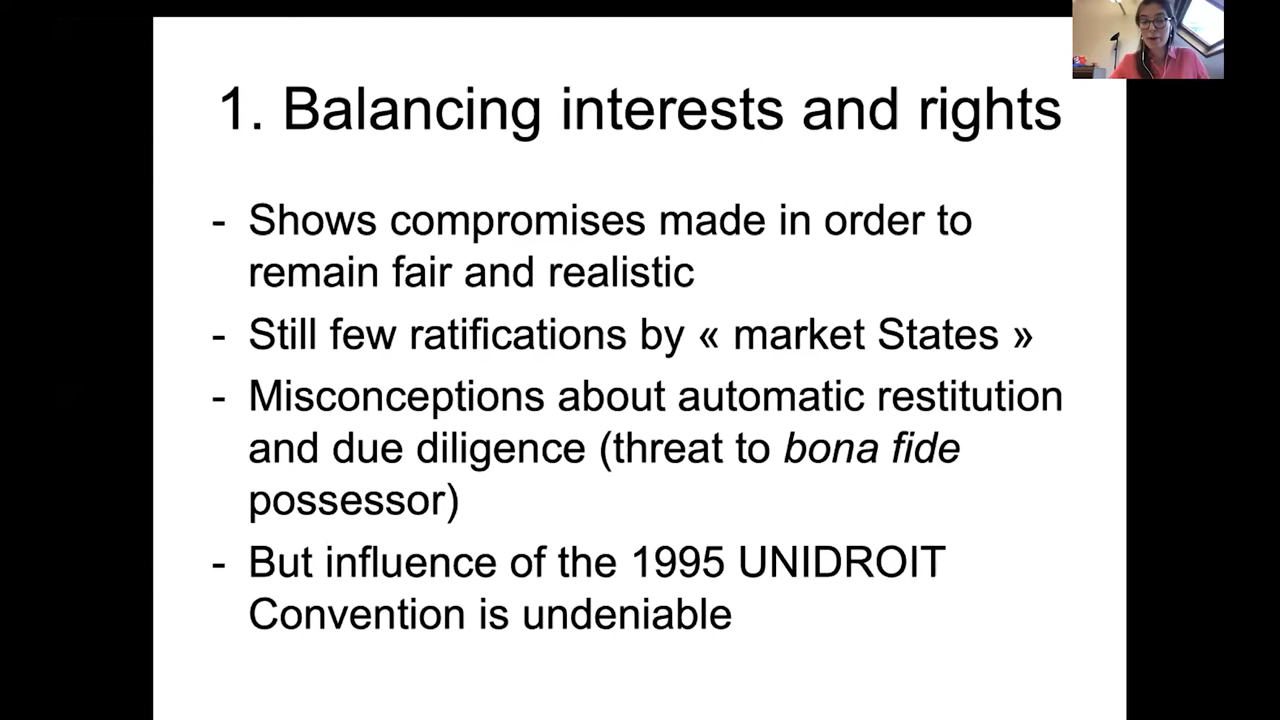 1. Balancing interests and rights
- Shows compromises made in order to
remain fair and realistic
- Still few ratifications by « market States »
- Misconceptions about automatic restitution
and due diligence (threat to bona fide
possessor)
- But influence of the 1995 UNIDROIT
Convention is undeniable